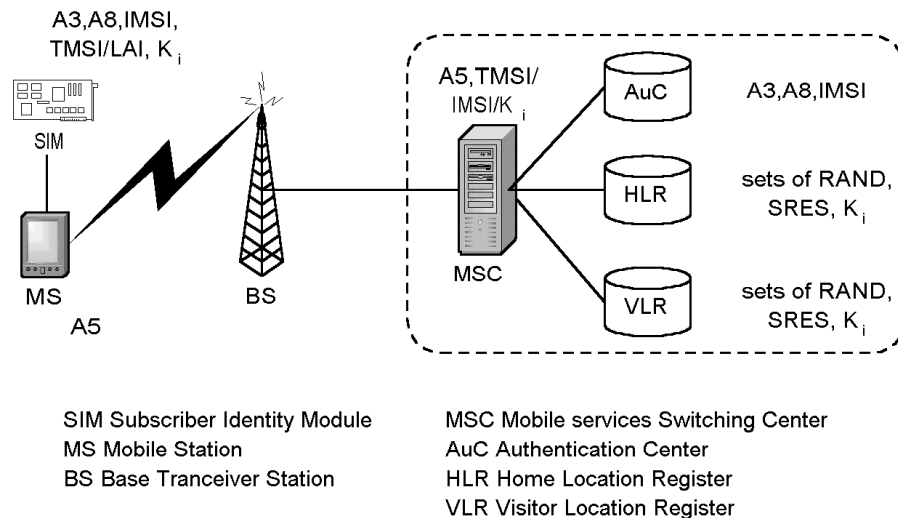 A3,A8,IMSI,
TMSI/LAI, K i
SIM
MS
A5
BS
A5,TMSI/
IMSI/K i
MSC
AuC
A3,A8,IMSI
HLR
sets of RAND,
SRES, K i
VLR
sets of RAND,
SRES, K i
SIM Subscriber Identity Module
MS Mobile Station
BS Base Tranceiver Station
MSC Mobile services Switching Center
AuC Authentication Center
HLR Home Location Register
VLR Visitor Location Register